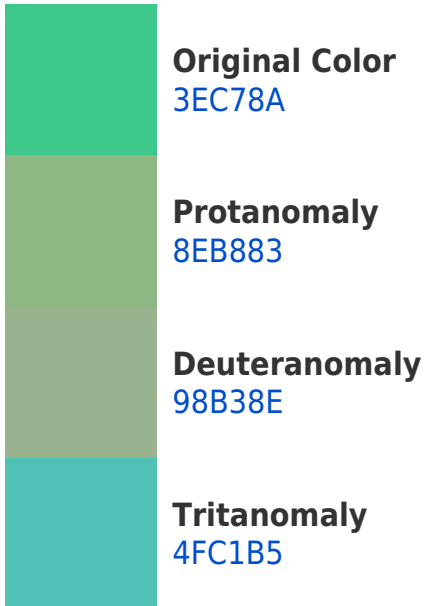 Original Color
3EC78A
Protanomaly
8EB883
Deuteranomaly
98B38E
Tritanomaly
4FC1B5